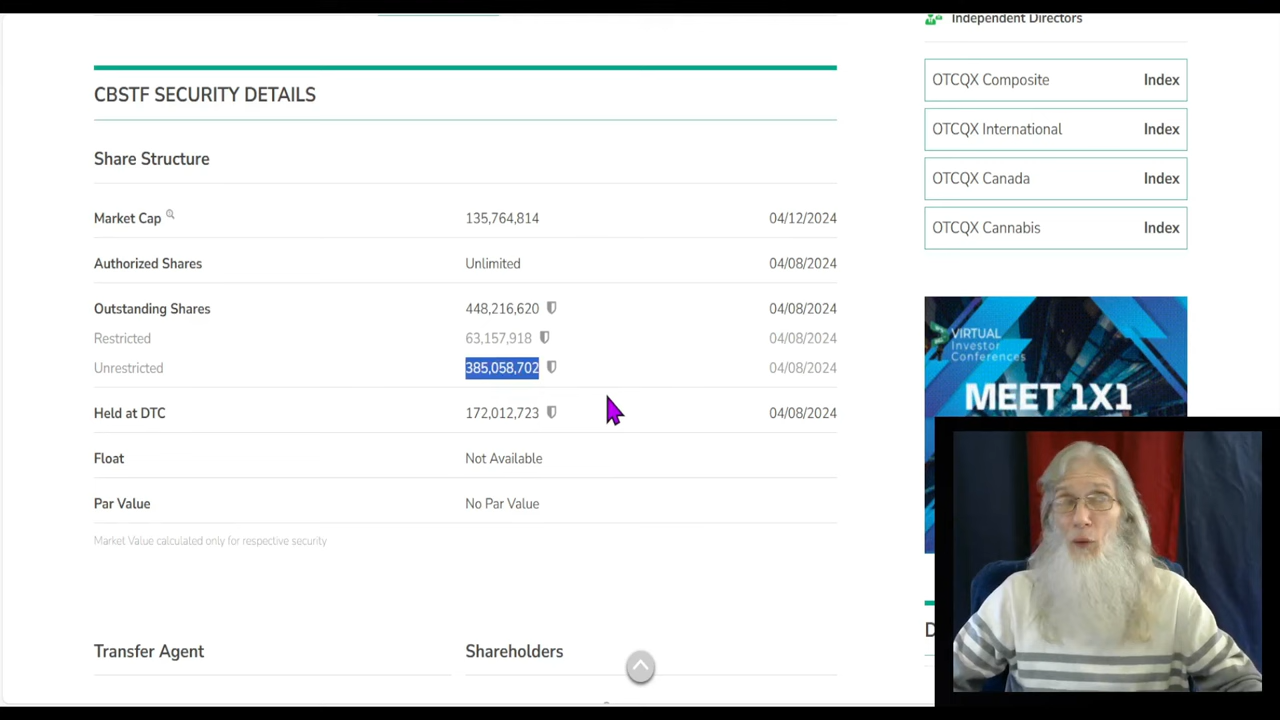 Independent Directors
CBSTF SECURITY DETAILS
Share Structure
Market Cap 135,764,814 04/12/2024
Authorized Shares Unlimited 04/08/2024
Outstanding Shares 448,216,620 04/08/2024
Restricted 63,157,918 04/08/2024
Unrestricted 385,058,702 04/08/2024
Held at DTC 172,012,723 04/08/2024
Float Not Available
Par Value No Par Value
Market Value calculated only for respective security
Transfer Agent Shareholders
OTCQX Composite Index
OTCQX International Index
OTCQX Canada Index
OTCQX Cannabis Index
VIRTUAL
Investor
Conferences
MEET 1X1